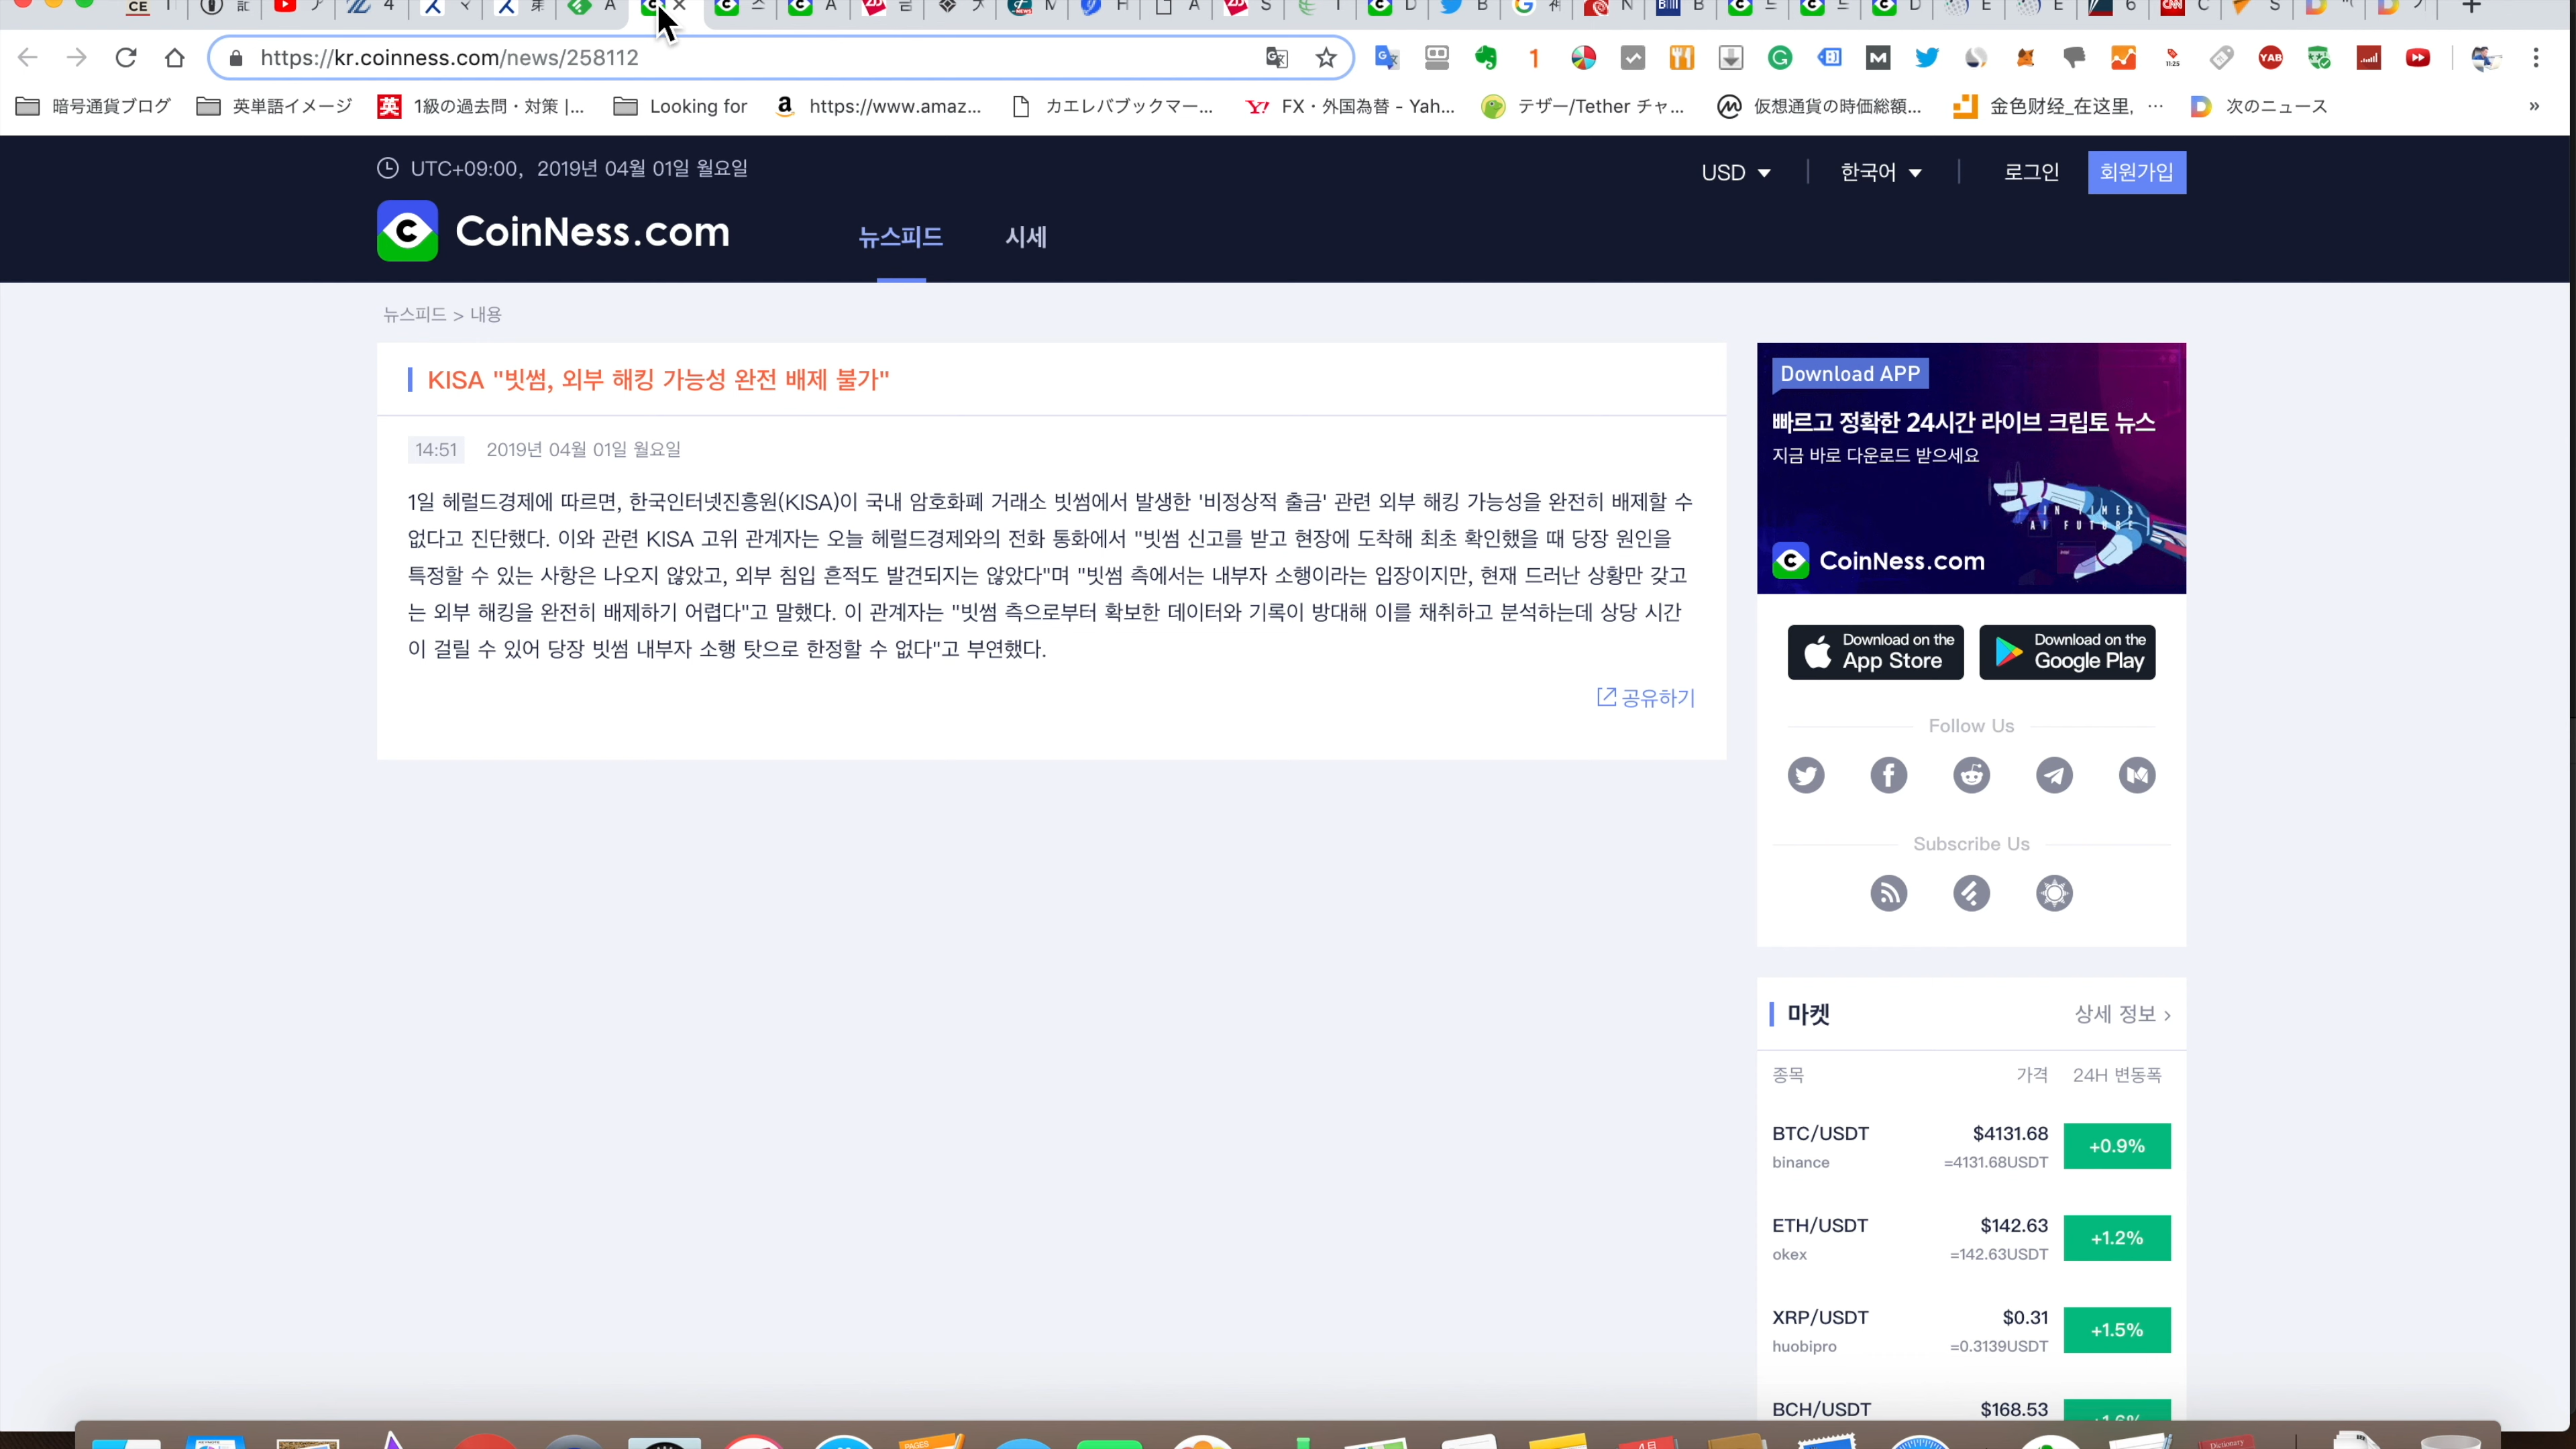 https://kr.coinness.com/news/258112
暗号通貨ブログ 英単語イメージ 1級の過去問・対策 |... Looking for https://www.amaz... カエレバブックマー... FX・外国為替 - Yah... テザー/Tether チャ... 仮想通貨の時価総額... 金色财经_在这里, ... 次のニュース »
UTC+09:00, 2019년 04월 01일 월요일
USD 한국어 로그인 회원가입
CoinNess.com 뉴스피드 시세
뉴스피드 > 내용
KISA "빗썸, 외부 해킹 가능성 완전 배제 불가"
14:51 2019년 04월 01일 월요일
1일 헤럴드경제에 따르면, 한국인터넷진흥원(KISA)이 국내 암호화폐 거래소 빗썸에서 발생한 '비정상적 출금' 관련 외부 해킹 가능성을 완전히 배제할 수
없다고 진단했다. 이와 관련 KISA 고위 관계자는 오늘 헤럴드경제와의 전화 통화에서 "빗썸 신고를 받고 현장에 도착해 최초 확인했을 때 당장 원인을
특정할 수 있는 사항은 나오지 않았고, 외부 침입 흔적도 발견되지는 않았다"며 "빗썸 측에서는 내부자 소행이라는 입장이지만, 현재 드러난 상황만 갖고
는 외부 해킹을 완전히 배제하기 어렵다"고 말했다. 이 관계자는 "빗썸 측으로부터 확보한 데이터와 기록이 방대해 이를 채취하고 분석하는데 상당 시간
이 걸릴 수 있어 당장 빗썸 내부자 소행 탓으로 한정할 수 없다"고 부연했다.
공유하기
Download APP
빠르고 정확한 24시간 라이브 크립토 뉴스
지금 바로 다운로드 받으세요
IN TIMES
AI FUTURE
CoinNess.com
Download on the App Store
Download on the Google Play
Follow Us
Subscribe Us
마켓 상세 정보 >
종목 가격 24H 변동폭
BTC/USDT $4131.68 +0.9%
binance =4131.68USDT
ETH/USDT $142.63 +1.2%
okex =142.63USDT
XRP/USDT $0.31 +1.5%
huobipro =0.3139USDT
BCH/USDT $168.53